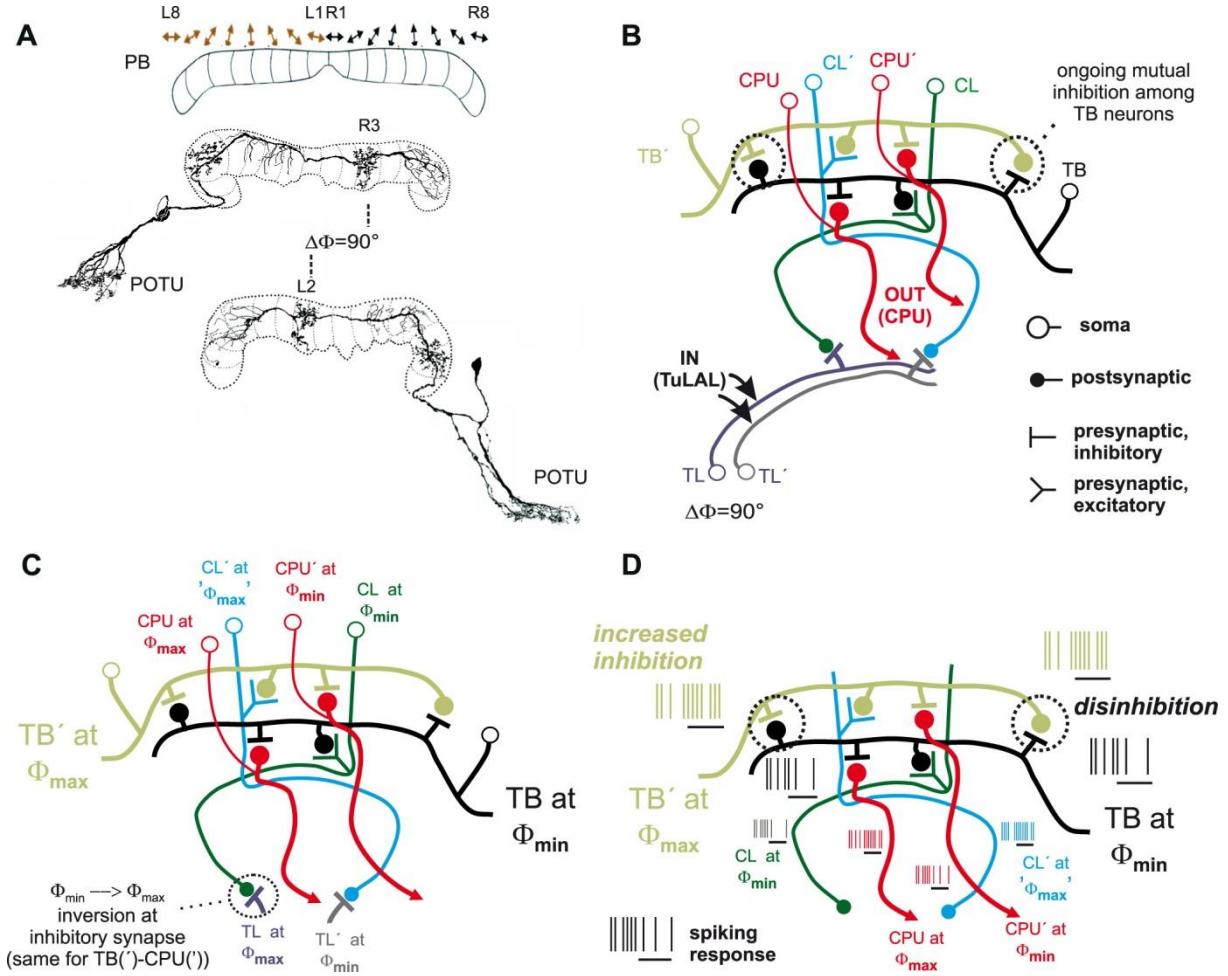 A
L8
L1 R1
R8
PB
R3
ΔΦ=90°
POTU
L2
POTU
B
CL´
CPU´
CPU
CL
ongoing mutual
inhibition among
TB neurons
TB´
TB
OUT
(CPU)
IN
(TuLAL)
TL
TL´
ΔΦ=90°
soma
postsynaptic
presynaptic,
inhibitory
presynaptic,
excitatory
C
CL´ at
'Φmax'
CPU´ at
Φmin
CPU at
Φmax
CL at
Φmin
TB´ at
Φmax
TB at
Φmin
Φmin --> Φmax
inversion at
inhibitory synapse
(same for TB(´)-CPU('))
TL at
Φmax
TL´ at
Φmin
D
increased
inhibition
disinhibition
TB´ at
Φmax
TB at
Φmin
CL at
Φmin
CL´ at
'Φmax'
spiking
response
CPU at
Φmax
CPU´ at
Φmin